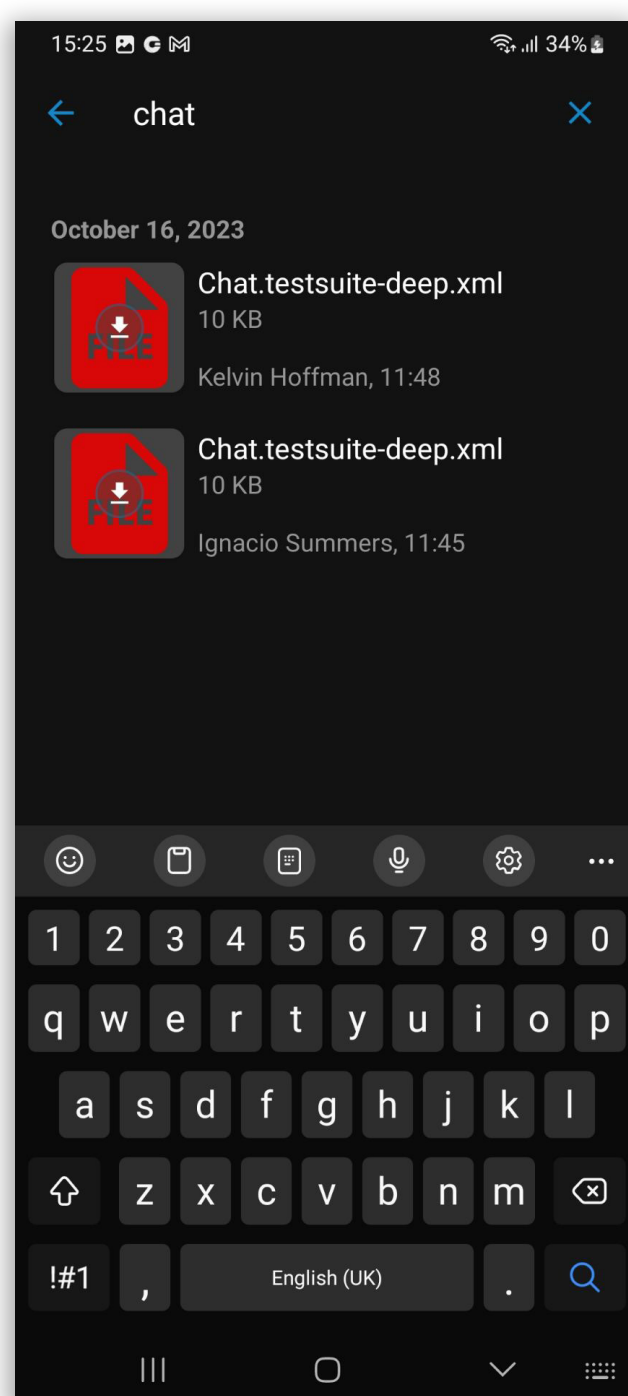 15:25 34%
chat
October 16, 2023
Chat.testsuite-deep.xml
10 KB
FILE
Kelvin Hoffman, 11:48
Chat.testsuite-deep.xml
10 KB
FILE
Ignacio Summers, 11:45
1 2 3 4 5 6 7 8 9 0
q w e r t y u i o p
a s d f g h j k l
z x c v b n m
!#1 , English (UK) .